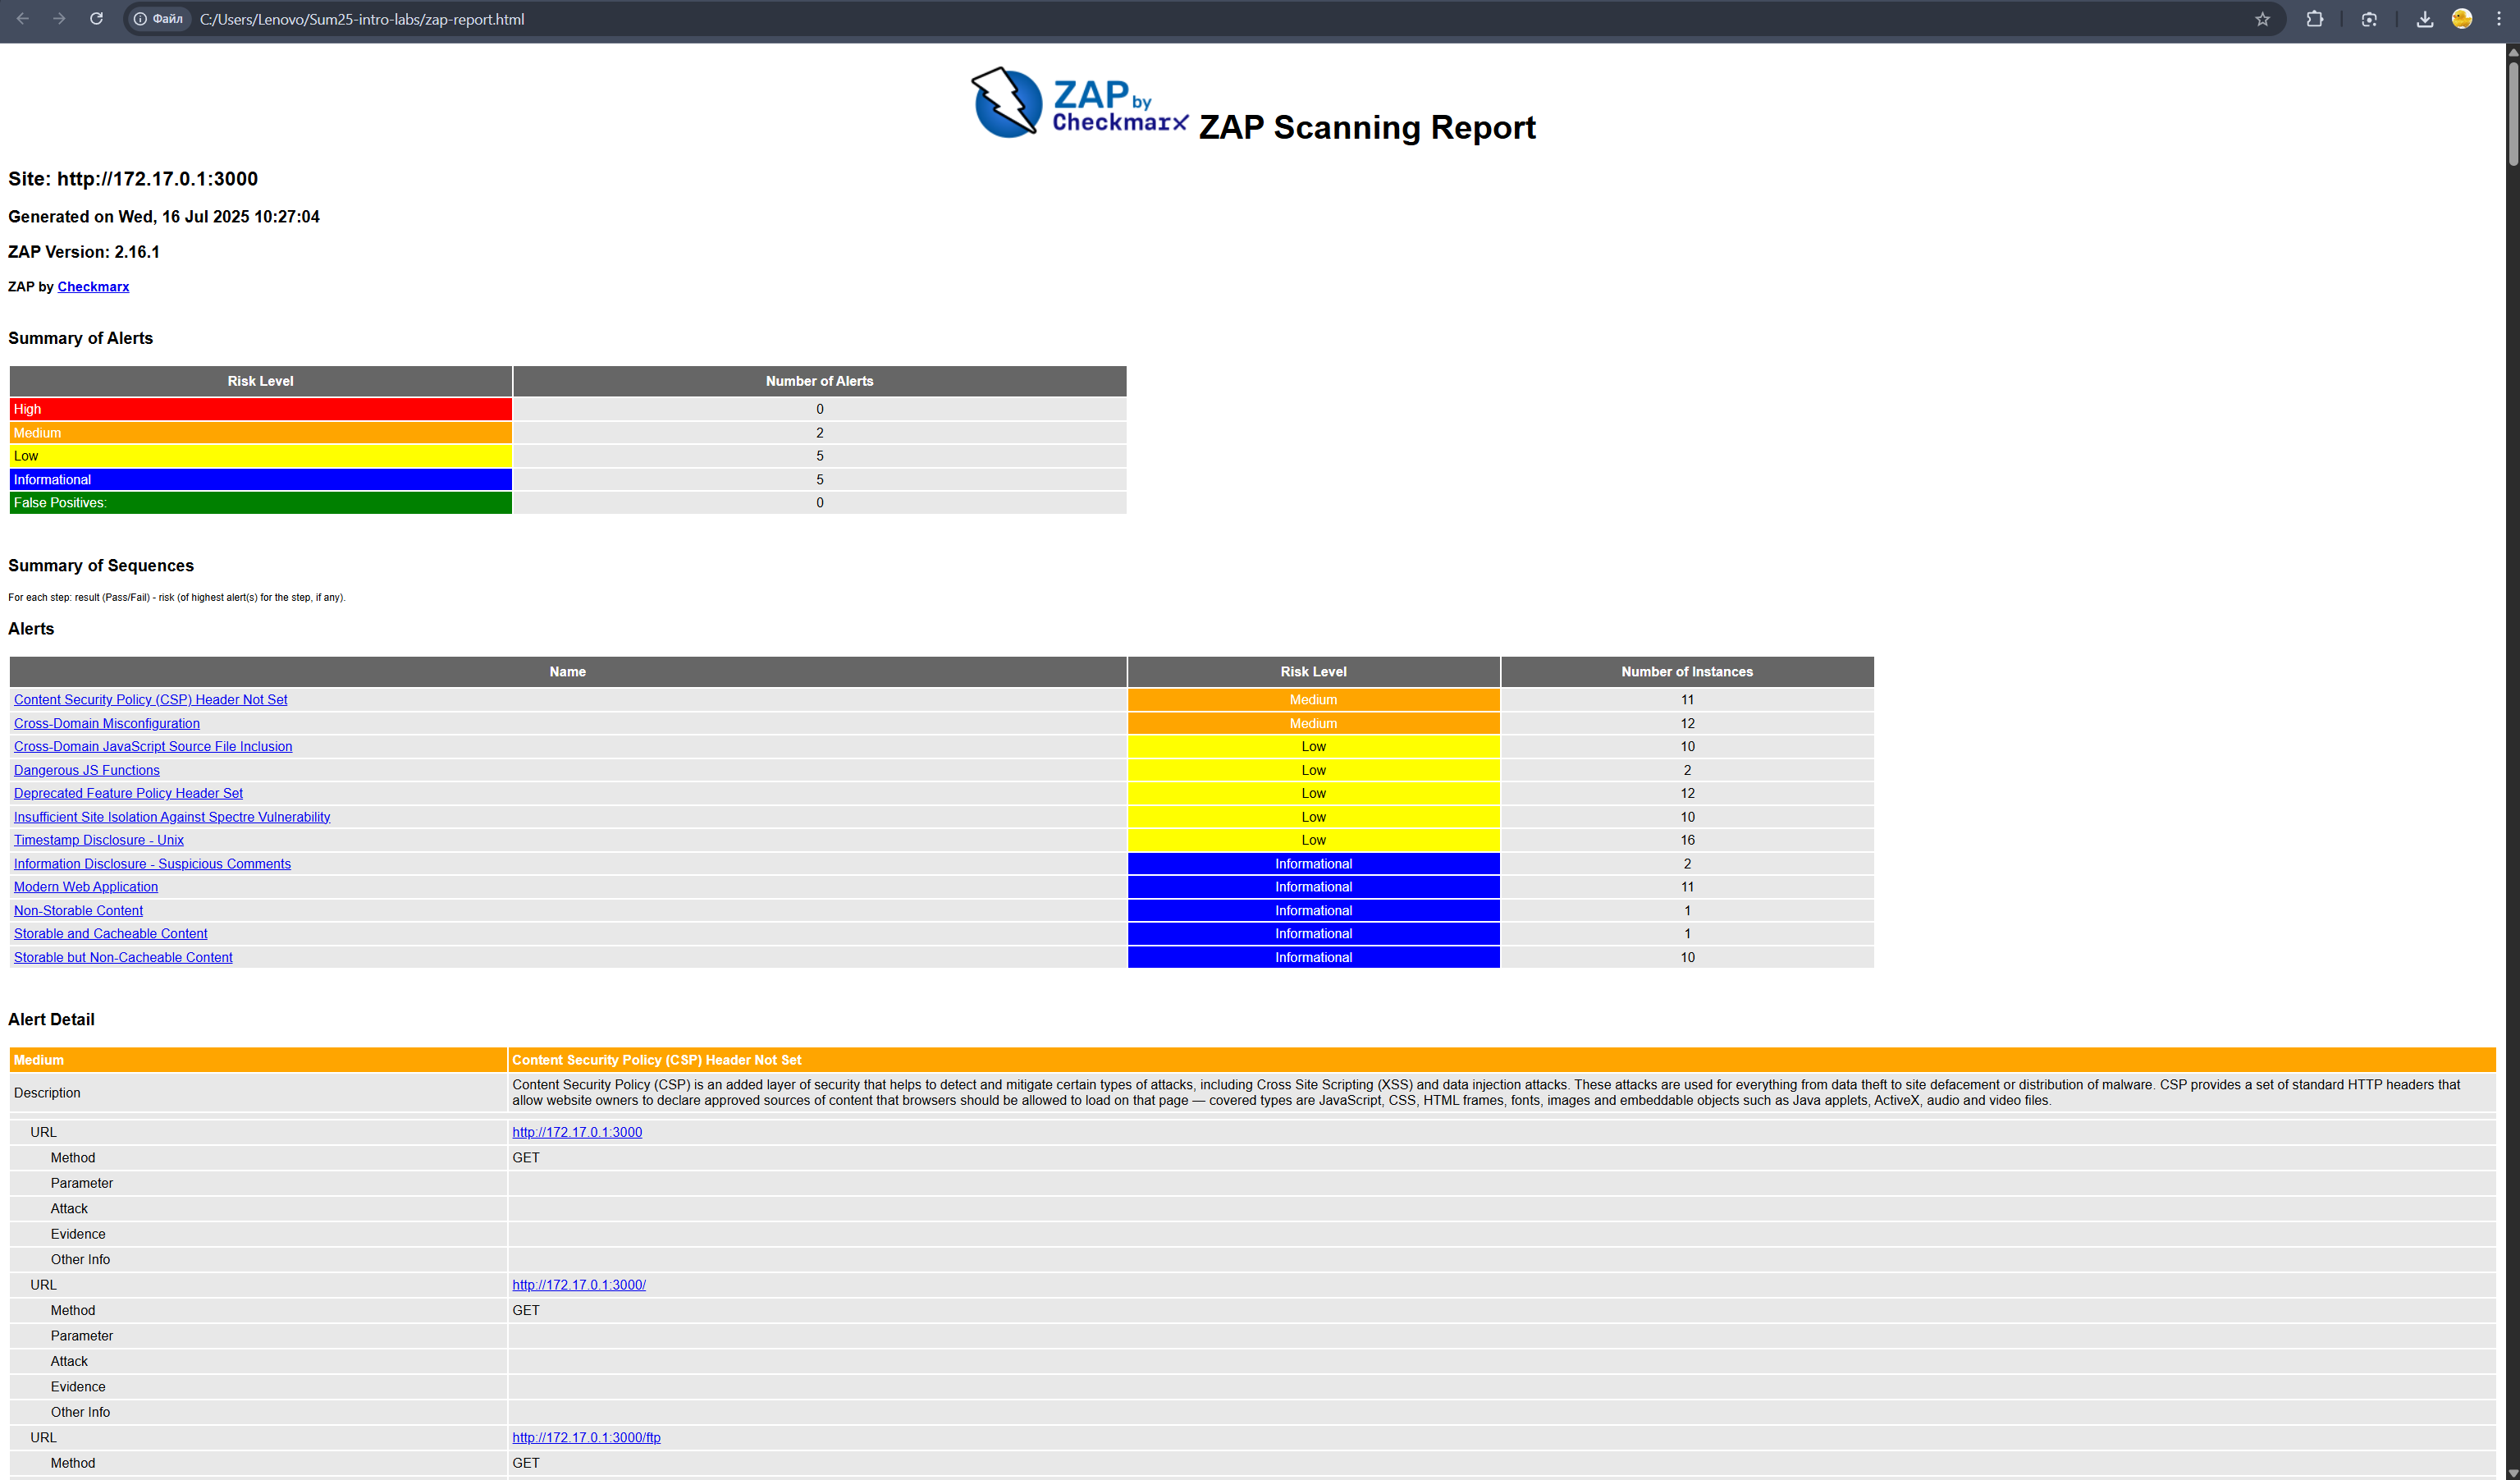 Файл C:/Users/Lenovo/Sum25-intro-labs/zap-report.html
ZAP by
Checkmarx ZAP Scanning Report
Site: http://172.17.0.1:3000
Generated on Wed, 16 Jul 2025 10:27:04
ZAP Version: 2.16.1
ZAP by Checkmarx
Summary of Alerts
Risk Level Number of Alerts
High 0
Medium 2
Low 5
Informational 5
False Positives: 0
Summary of Sequences
For each step: result (Pass/Fail) - risk (of highest alert(s) for the step, if any).
Alerts
Name Risk Level Number of Instances
Content Security Policy (CSP) Header Not Set Medium 11
Cross-Domain Misconfiguration Medium 12
Cross-Domain JavaScript Source File Inclusion Low 10
Dangerous JS Functions Low 2
Deprecated Feature Policy Header Set Low 12
Insufficient Site Isolation Against Spectre Vulnerability Low 10
Timestamp Disclosure - Unix Low 16
Information Disclosure - Suspicious Comments Informational 2
Modern Web Application Informational 11
Non-Storable Content Informational 1
Storable and Cacheable Content Informational 1
Storable but Non-Cacheable Content Informational 10
Alert Detail
Medium Content Security Policy (CSP) Header Not Set
Description Content Security Policy (CSP) is an added layer of security that helps to detect and mitigate certain types of attacks, including Cross Site Scripting (XSS) and data injection attacks. These attacks are used for everything from data theft to site defacement or distribution of malware. CSP provides a set of standard HTTP headers that
allow website owners to declare approved sources of content that browsers should be allowed to load on that page — covered types are JavaScript, CSS, HTML frames, fonts, images and embeddable objects such as Java applets, ActiveX, audio and video files.
URL http://172.17.0.1:3000
Method GET
Parameter
Attack
Evidence
Other Info
URL http://172.17.0.1:3000/
Method GET
Parameter
Attack
Evidence
Other Info
URL http://172.17.0.1:3000/ftp
Method GET